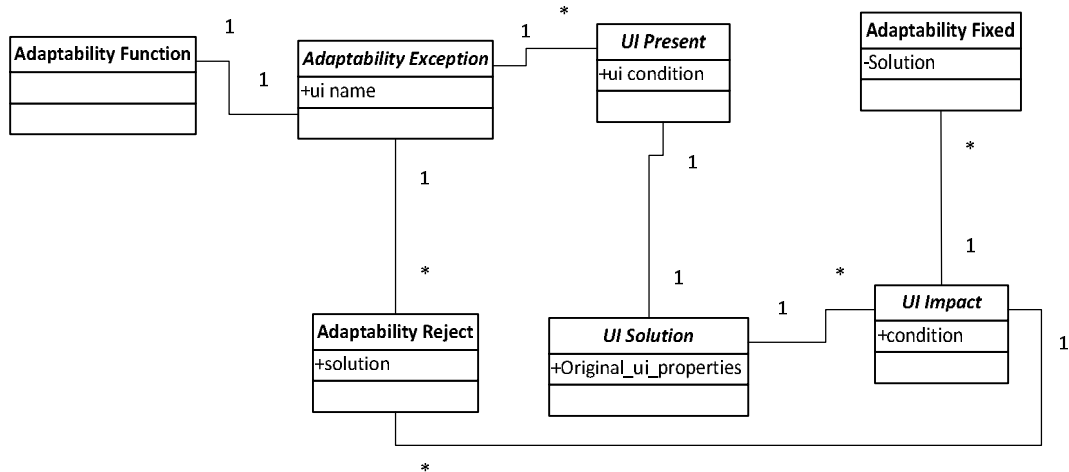 Adaptability Function
1
1
Adaptability Exception
+ui name
1
*
UI Present
+ui condition
Adaptability Fixed
-Solution
1
*
1
1
*
1
Adaptability Reject
+solution
*
UI Solution
+Original_ui_properties
1
*
UI Impact
+condition
1